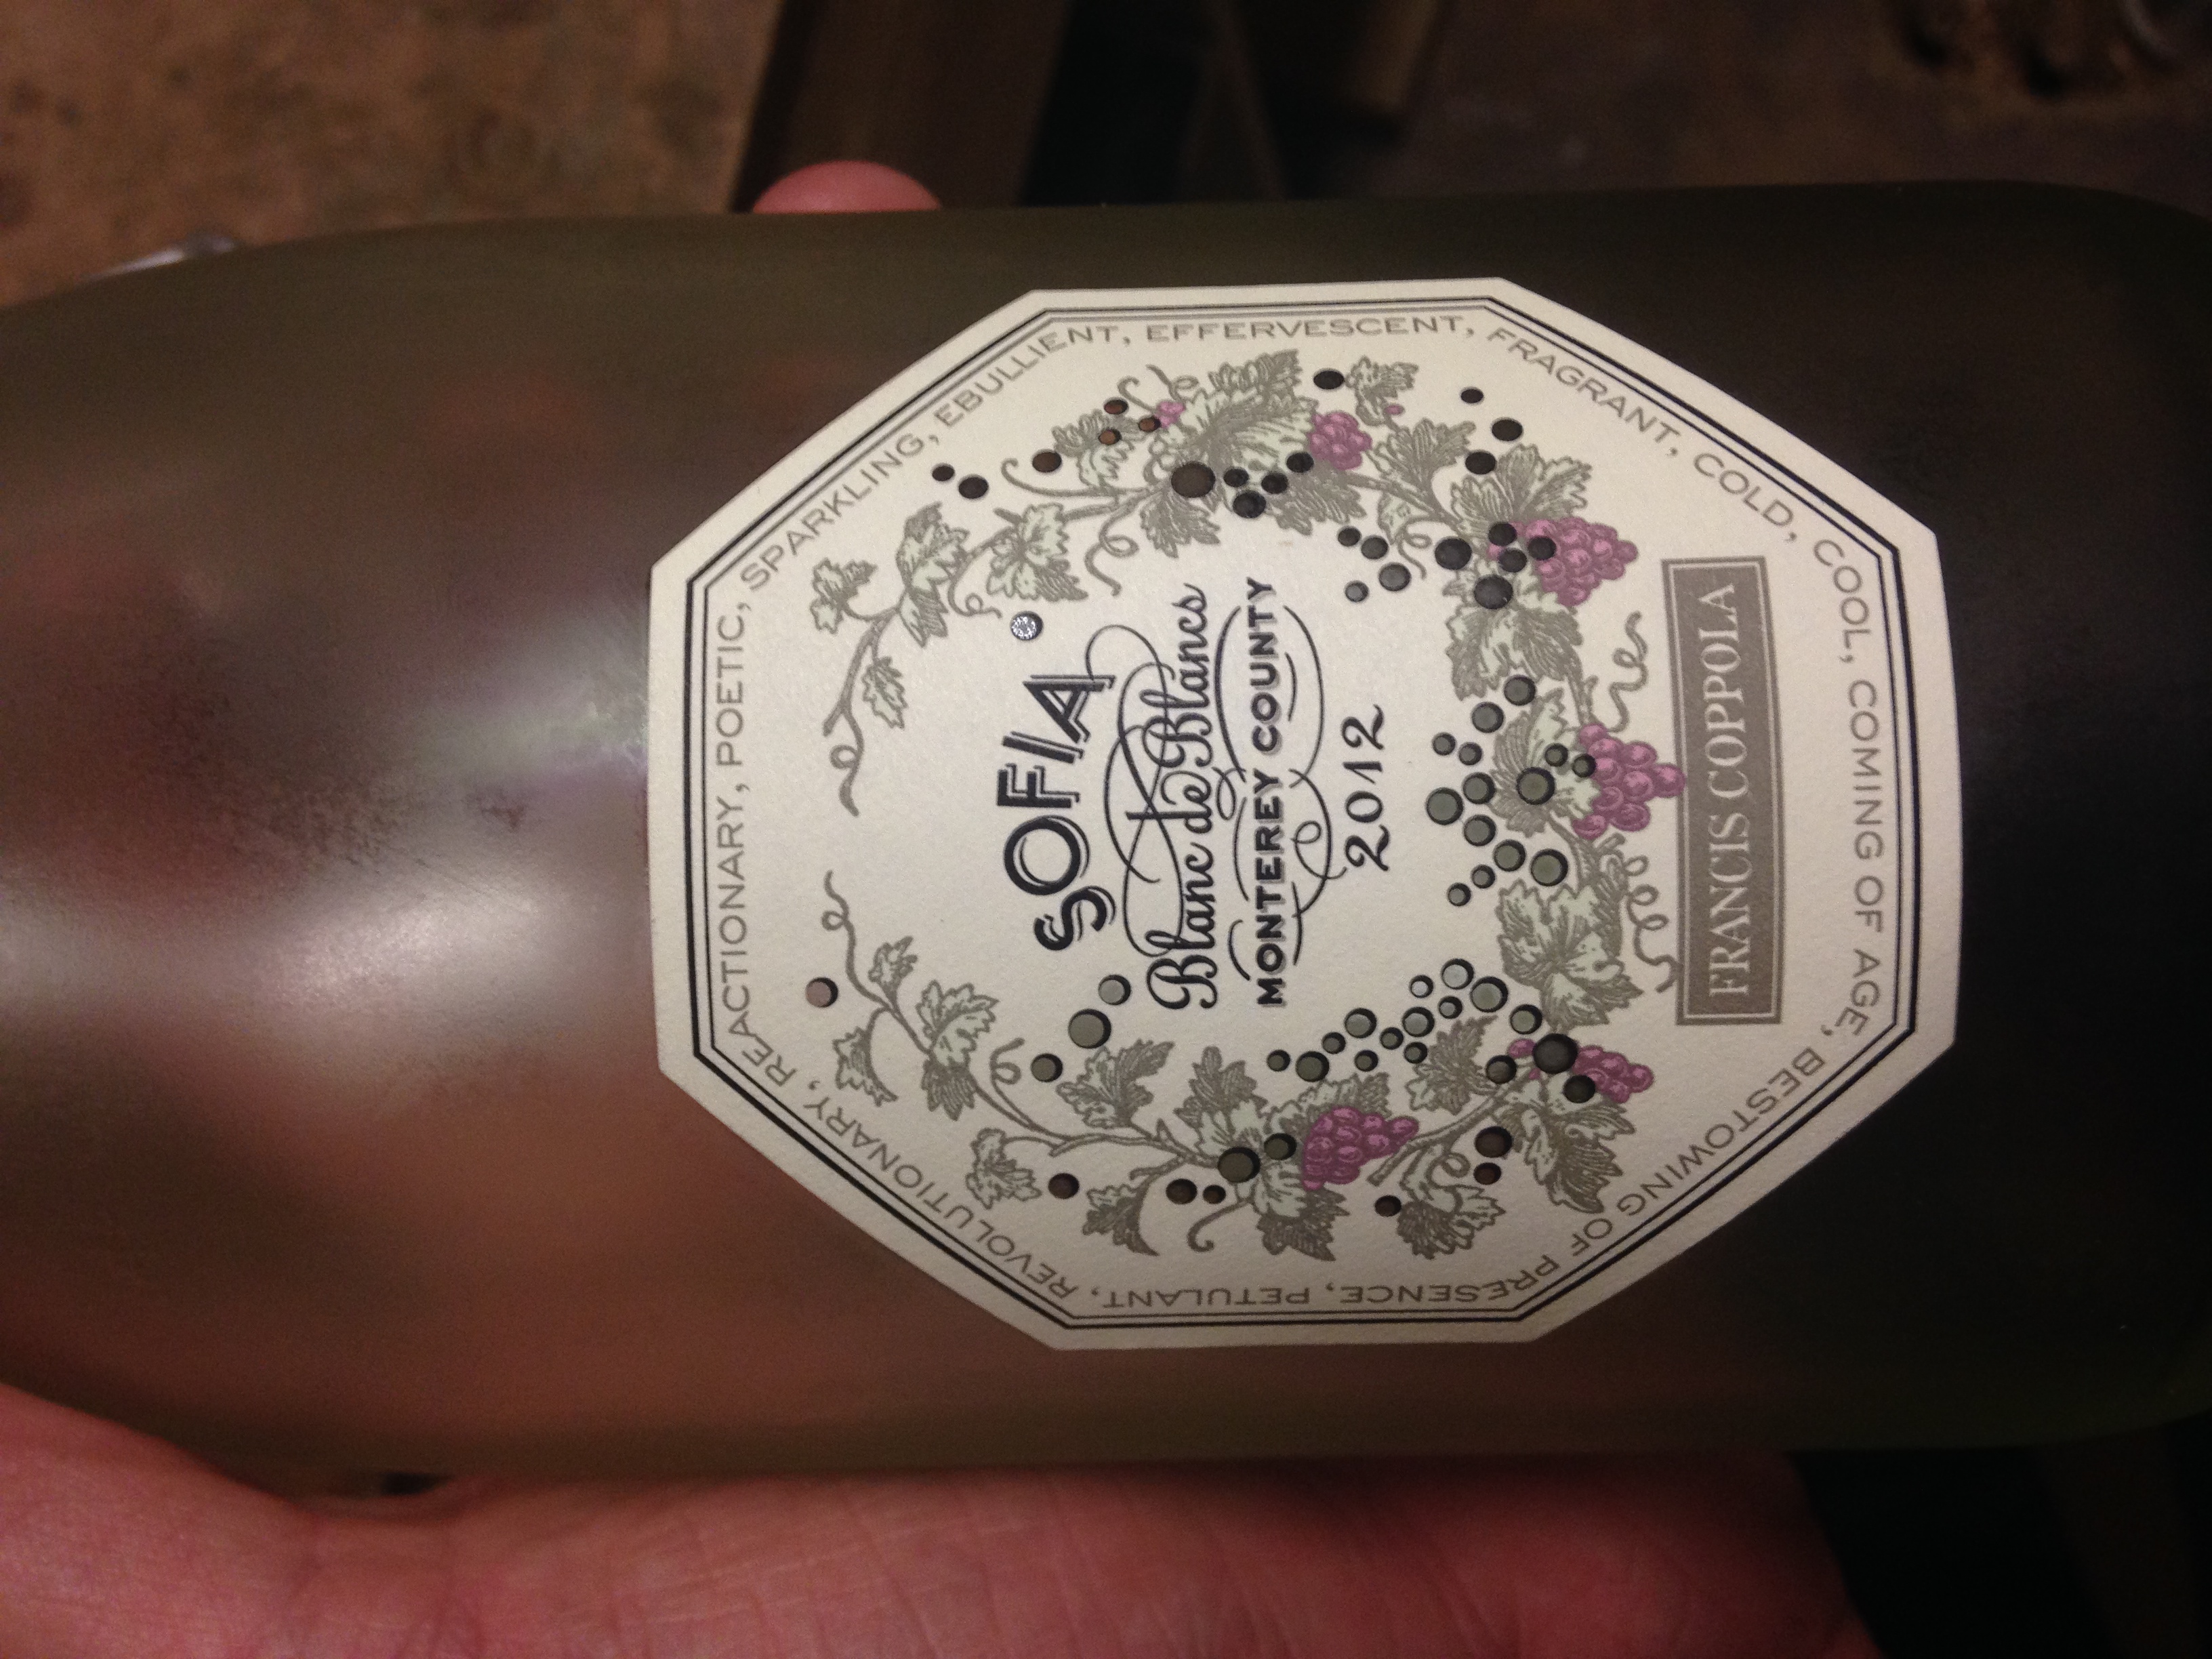 SOFIA
Blanc de Blancs
MONTEREY COUNTY
2012
FRANCIS COPPOLA
REVOLUTIONARY, REACTIONARY, POETIC, SPARKLING, EBULLIENT, EFFERVESCENT, FRAGRANT, COLD, COOL, COMING OF AGE, BESTOWING OF PRESENCE, PETULANT,